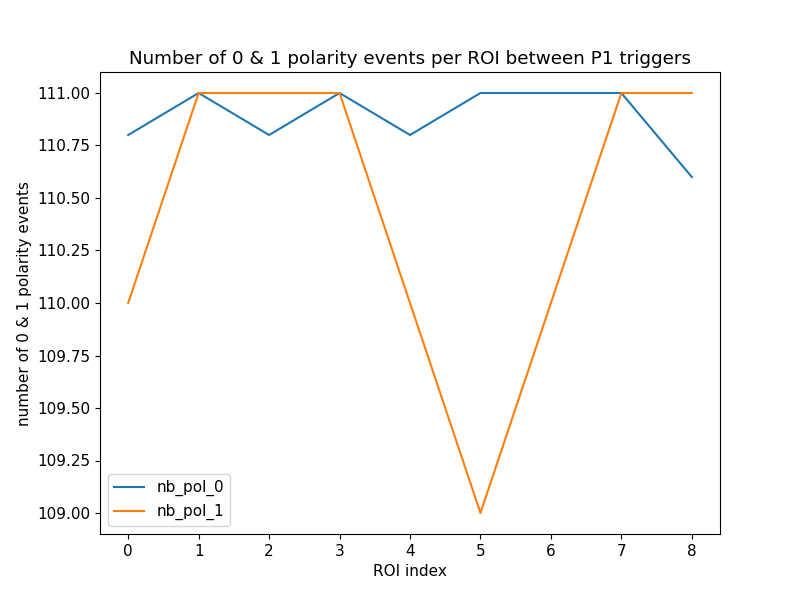 Number of 0 & 1 polarity events per ROI between P1 triggers
number of 0 & 1 polarity events
111.00
110.75
110.50
110.25
110.00
109.75
109.50
109.25
109.00
nb_pol_0
nb_pol_1
0 1 2 3 4 5 6 7 8
ROI index